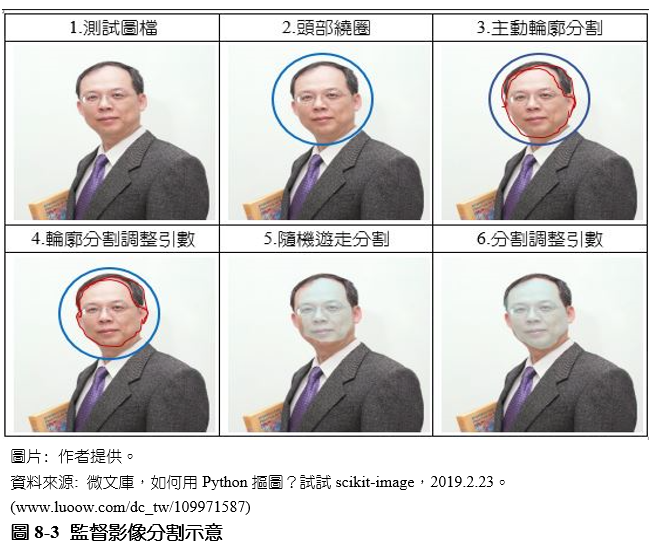 1.測試圖檔
2.頭部繞圈
3.主動輪廓分割
4.輪廓分割調整引數
5.隨機遊走分割
6.分割調整引數
圖片: 作者提供。
資料來源: 微文庫，如何用 Python 摳圖？試試 scikit-image，2019.2.23。
(www.luoow.com/dc_tw/109971587)
圖 8-3 監督影像分割示意